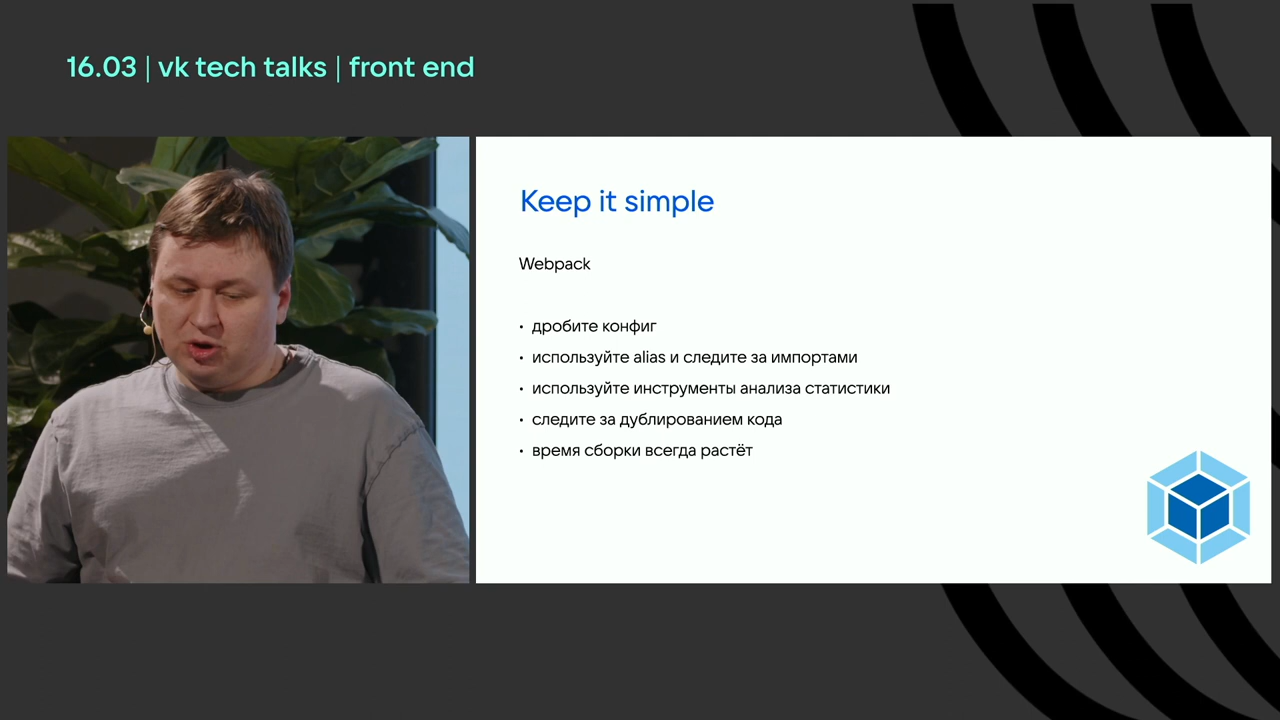 16.03 | vk tech talks | front end
Keep it simple
Webpack
• дробите конфиг
• используйте alias и следите за импортами
• используйте инструменты анализа статистики
• следите за дублированием кода
• время сборки всегда растёт